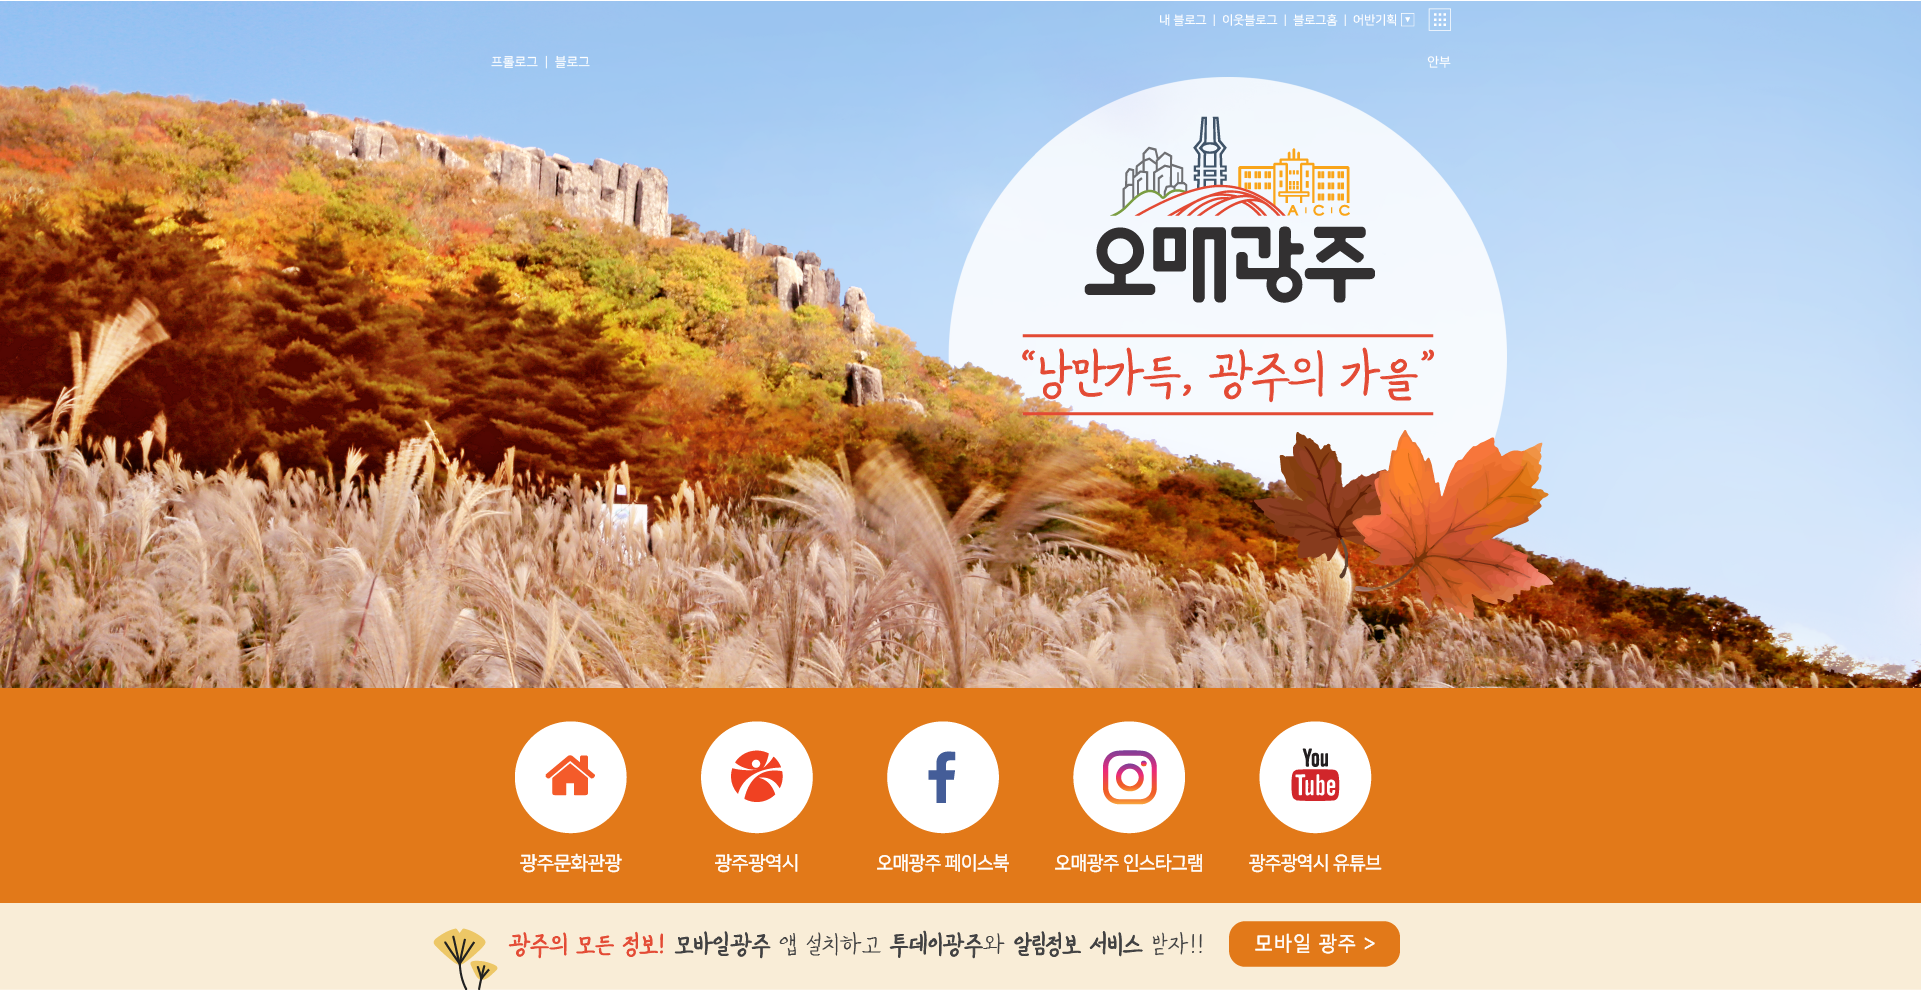 내 블로그 | 이웃블로그 | 블로그홈 | 어반기획
프롤로그 | 블로그
안부
A C C
오매광주
“낭만가득, 광주의 가을”
You
Tube
광주문화관광
광주광역시
오매광주 페이스북
오매광주 인스타그램
광주광역시 유튜브
광주의 모든 정보! 모바일광주 앱 설치하고 투데이광주와 알림정보 서비스 받자!!
모바일 광주 >